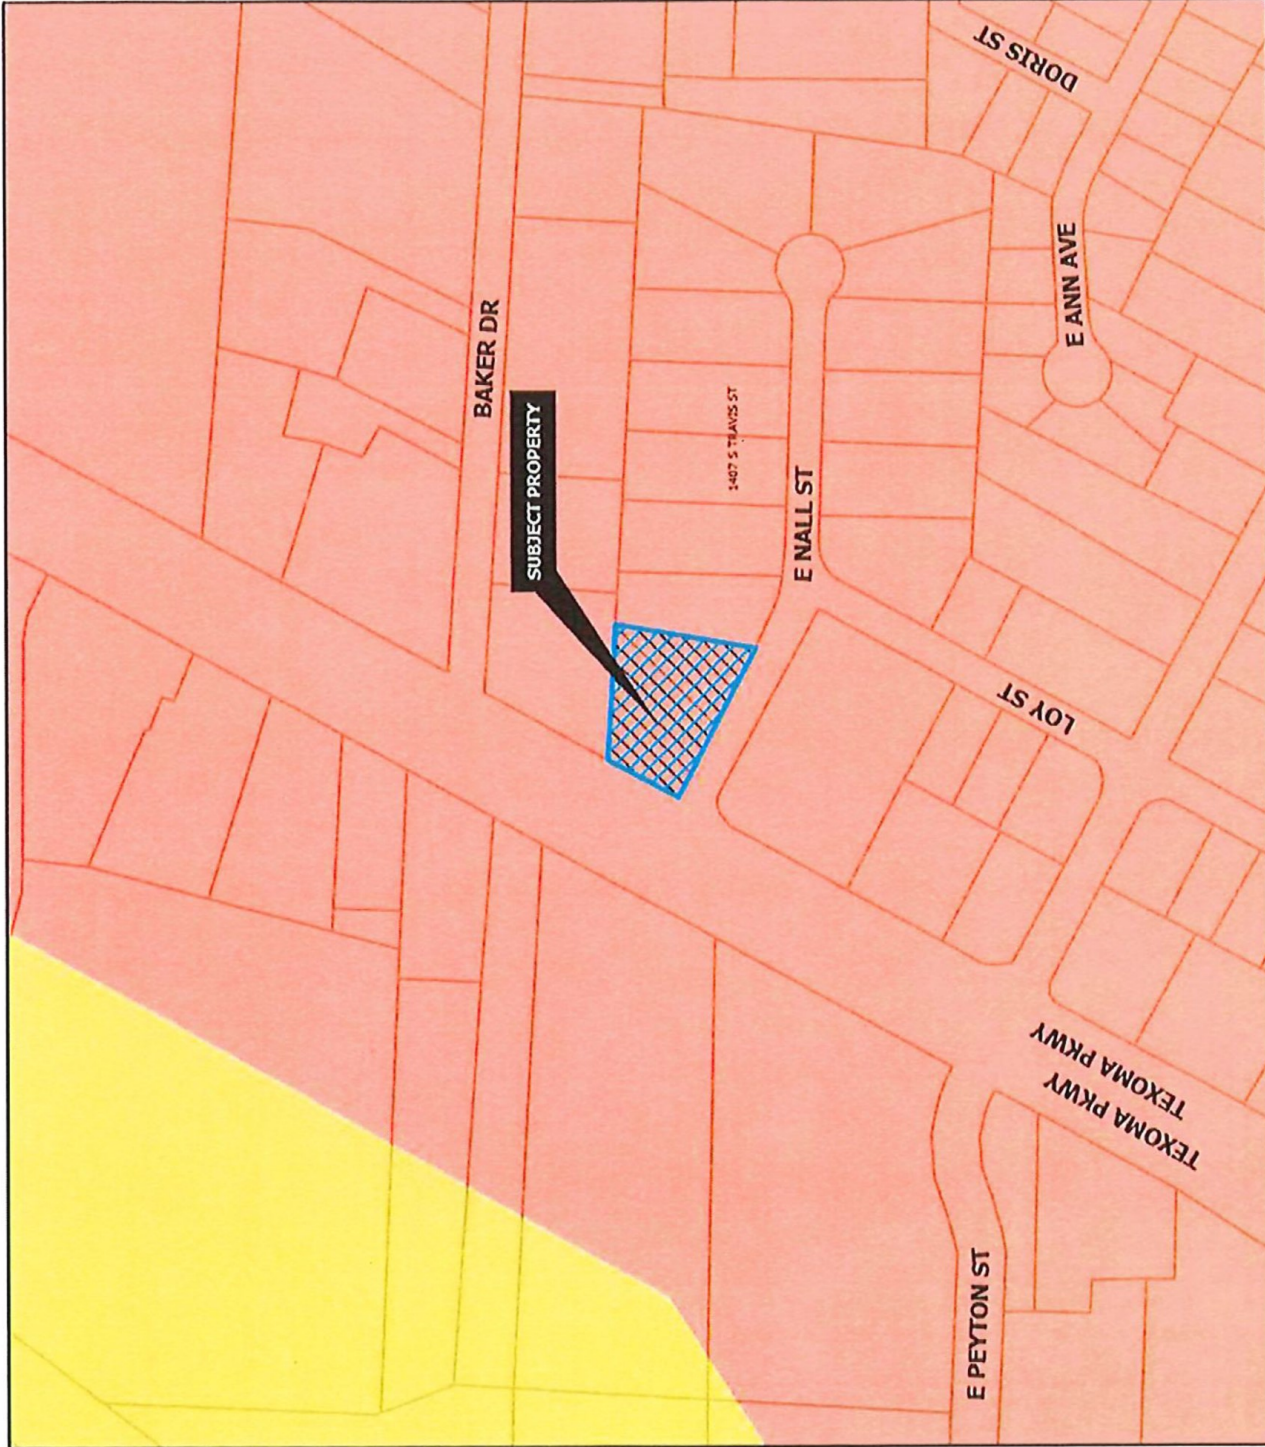 DORIS ST
BAKER DR
E ANN AVE
SUBJECT PROPERTY
1407 S TRAVIS ST
E NALL ST
LOY ST
TEXOMA PKWY
TEXOMA PKWY
E PEYTON ST